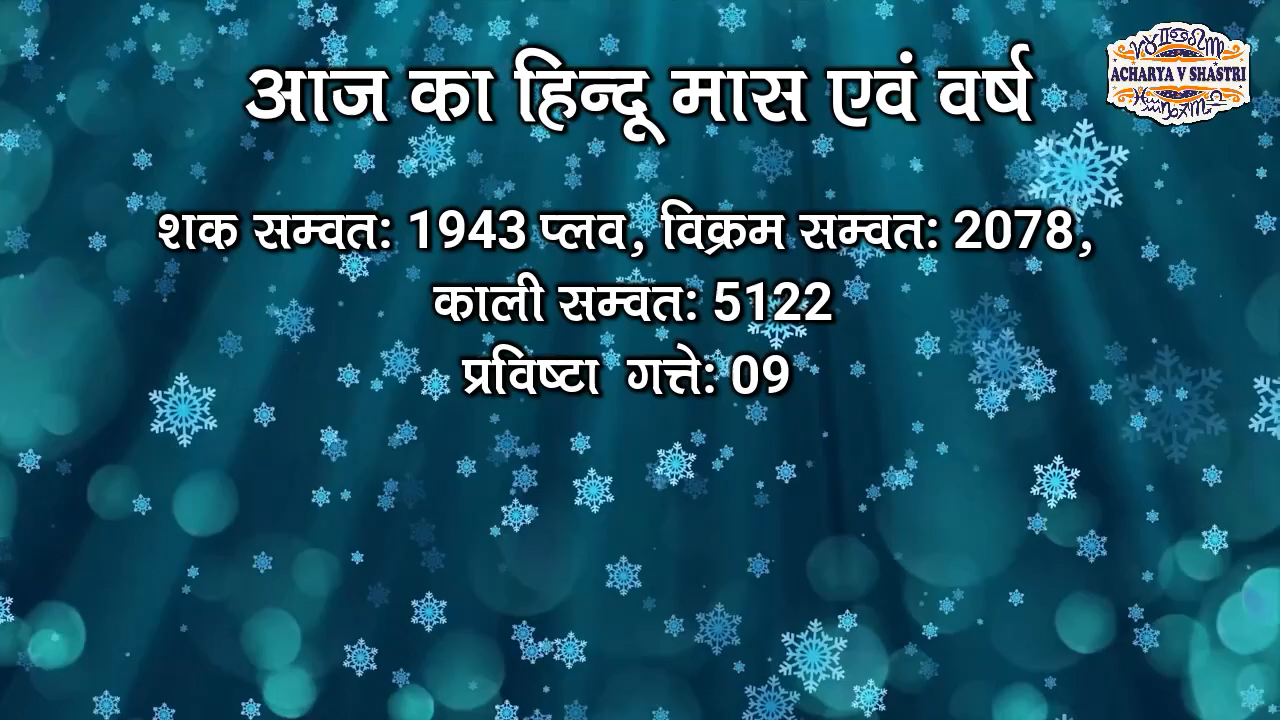 आज का हिन्दू मास एवं वर्ष
ACHARYA V SHASTRI
शक सम्वत: 1943 प्लव, विक्रम सम्वत: 2078,
काली सम्वत: 5122
प्रविष्टा गत्ते: 09